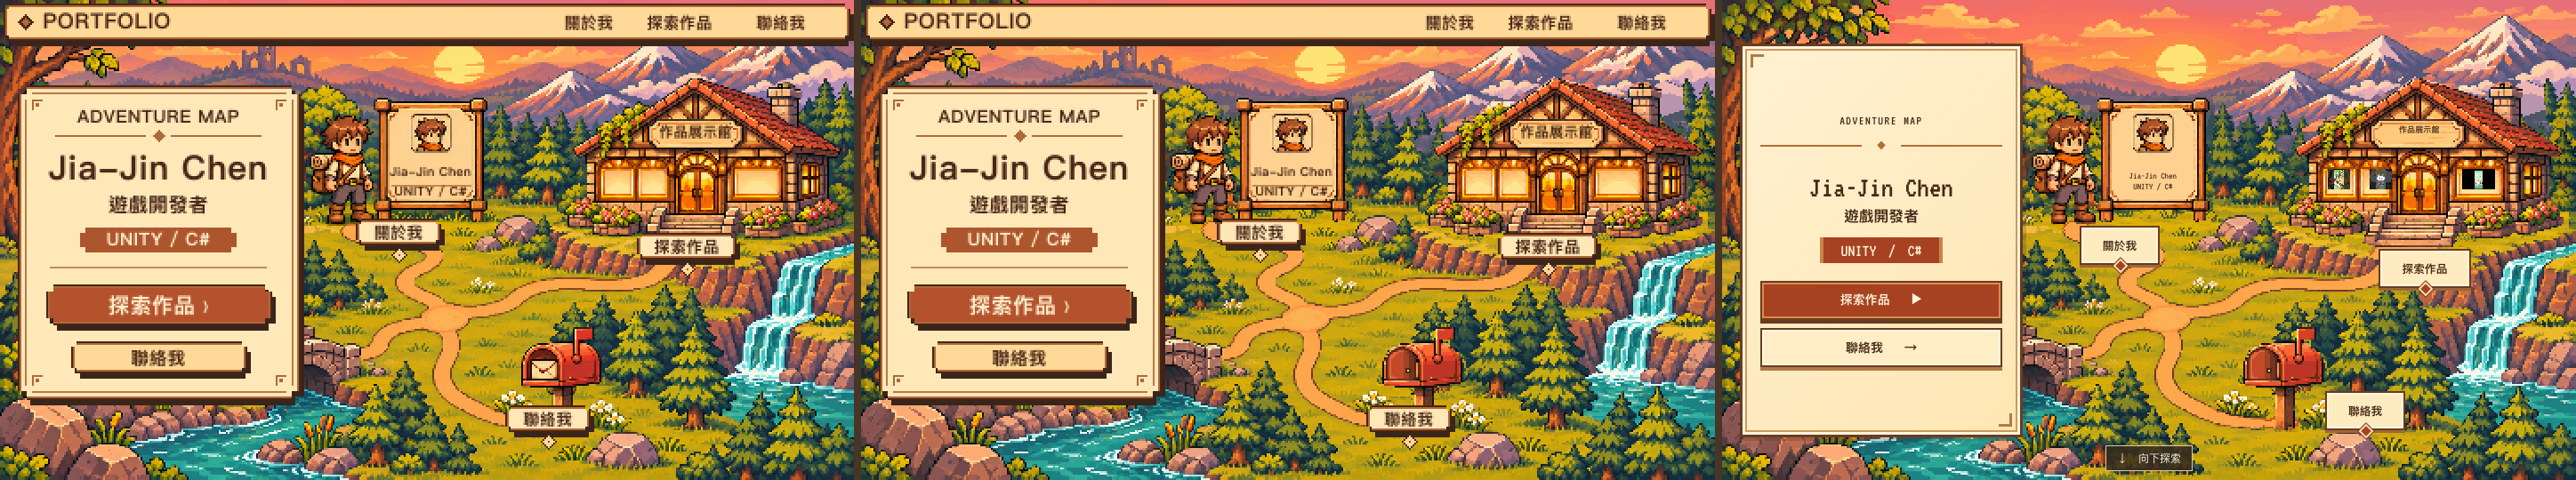 PORTFOLIO 關於我 探索作品 聯絡我
ADVENTURE MAP
Jia-Jin Chen
遊戲開發者
UNITY / C#
探索作品 〉
聯絡我
Jia-Jin Chen
UNITY / C#
作品展示館
關於我
探索作品
聯絡我
PORTFOLIO 關於我 探索作品 聯絡我
ADVENTURE MAP
Jia-Jin Chen
遊戲開發者
UNITY / C#
探索作品 〉
聯絡我
Jia-Jin Chen
UNITY / C#
作品展示館
關於我
探索作品
聯絡我
ADVENTURE MAP
Jia-Jin Chen
遊戲開發者
UNITY / C#
探索作品 ▶
聯絡我 →
Jia-Jin Chen
UNITY / C#
作品展示館
關於我
探索作品
聯絡我
↓ 向下探索